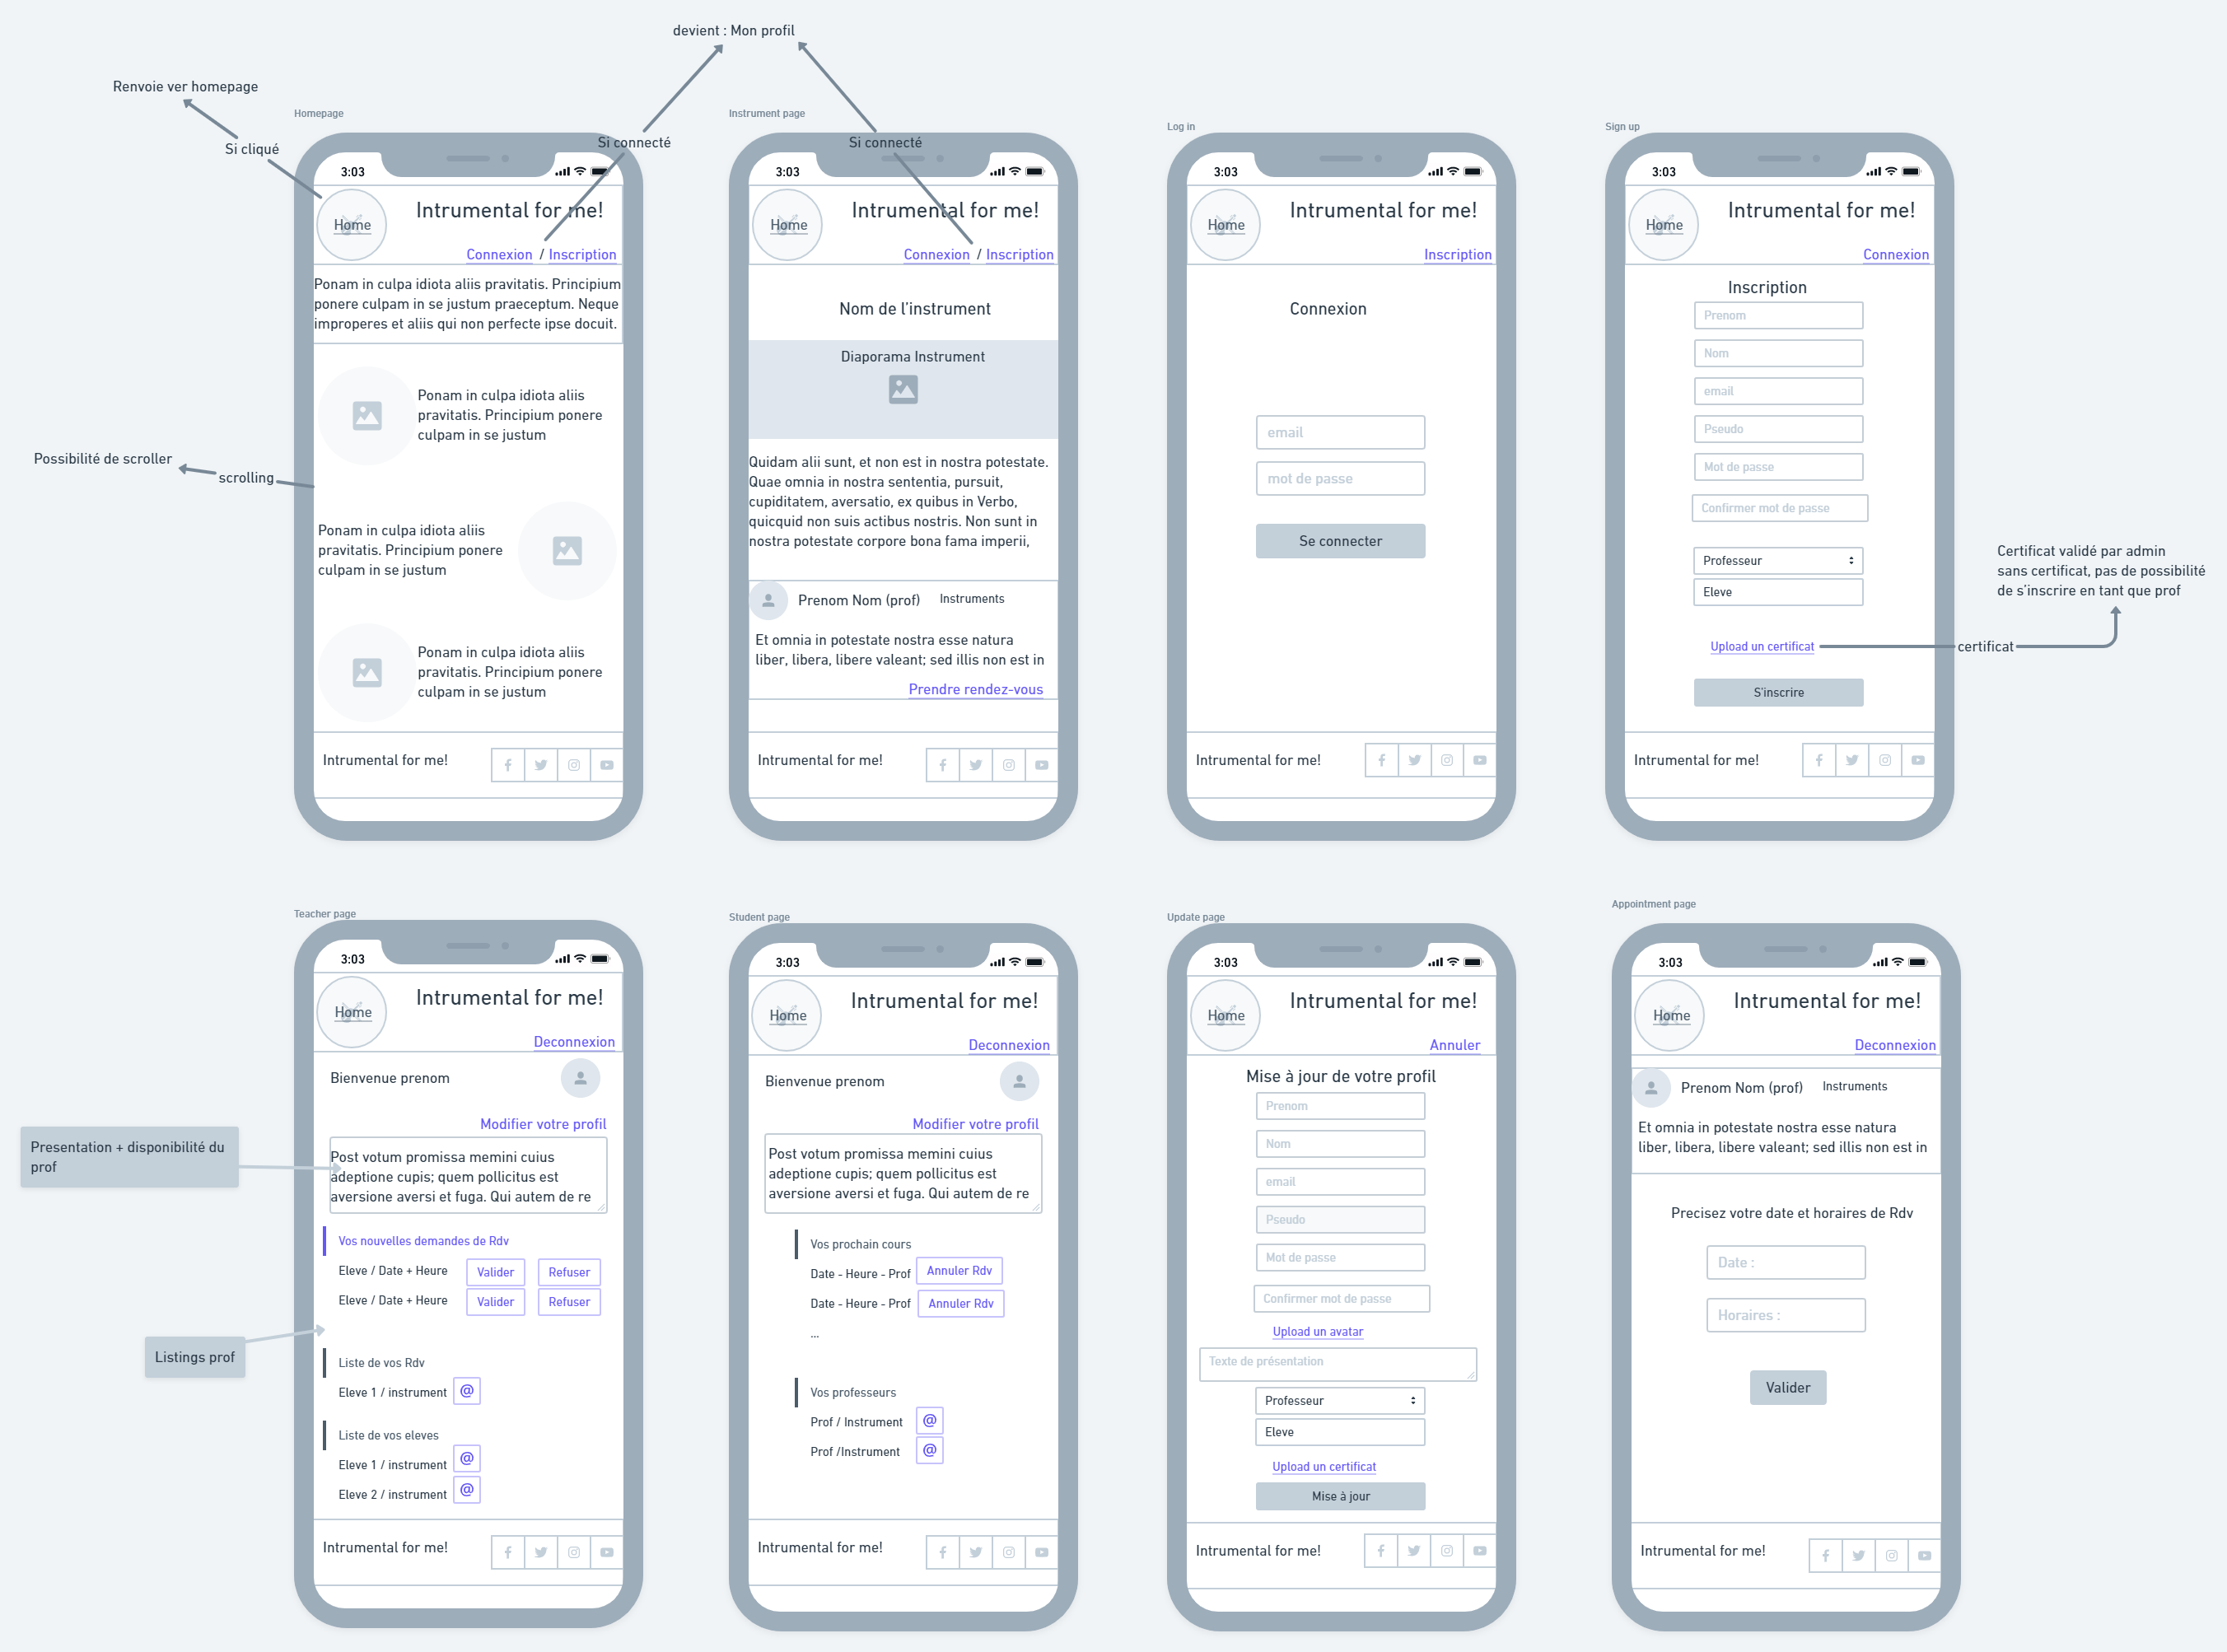 devient : Mon profil
Renvoie ver homepage
Si cliqué
Si connecté
Si connecté
Possibilité de scroller
scrolling
Homepage
3:03
Home
Intrumental for me!
Connexion / Inscription
Ponam in culpa idiota aliis pravitatis. Principium
ponere culpam in se justum praeceptum. Neque
improperes et aliis qui non perfecte ipse docuit.
Ponam in culpa idiota aliis
pravitatis. Principium ponere
culpam in se justum
Ponam in culpa idiota aliis
pravitatis. Principium ponere
culpam in se justum
Ponam in culpa idiota aliis
pravitatis. Principium ponere
culpam in se justum
Intrumental for me!
Instrument page
3:03
Home
Intrumental for me!
Connexion / Inscription
Nom de l'instrument
Diaporama Instrument
Quidam alii sunt, et non est in nostra potestate.
Quae omnia in nostra sententia, pursuit,
cupiditatem, aversatio, ex quibus in Verbo,
quicquid non suis actibus nostris. Non sunt in
nostra potestate corpore bona fama imperii,
Prenom Nom (prof) Instruments
Et omnia in potestate nostra esse natura
liber, libera, libere valeant; sed illis non est in
Prendre rendez-vous
Intrumental for me!
Log in
3:03
Home
Intrumental for me!
Inscription
Connexion
email
mot de passe
Se connecter
Intrumental for me!
Sign up
3:03
Home
Intrumental for me!
Connexion
Inscription
Prenom
Nom
email
Pseudo
Mot de passe
Confirmer mot de passe
Professeur
Eleve
Upload un certificat
S'inscrire
Intrumental for me!
certificat
Certificat validé par admin
sans certificat, pas de possibilité
de s'inscrire en tant que prof
Teacher page
3:03
Home
Intrumental for me!
Deconnexion
Bienvenue prenom
Modifier votre profil
Post votum promissa memini cuius
adeptione cupis; quem pollicitus est
aversione aversi et fuga. Qui autem de re
Vos nouvelles demandes de Rdv
Eleve / Date + Heure Valider Refuser
Eleve / Date + Heure Valider Refuser
Liste de vos Rdv
Eleve 1 / instrument @
Liste de vos eleves
Eleve 1 / instrument @
Eleve 2 / instrument @
Intrumental for me!
Presentation + disponibilité du
prof
Listings prof
Student page
3:03
Home
Intrumental for me!
Deconnexion
Bienvenue prenom
Modifier votre profil
Post votum promissa memini cuius
adeptione cupis; quem pollicitus est
aversione aversi et fuga. Qui autem de re
Vos prochain cours
Date - Heure - Prof Annuler Rdv
Date - Heure - Prof Annuler Rdv
...
Vos professeurs
Prof / Instrument @
Prof /Instrument @
Intrumental for me!
Update page
3:03
Home
Intrumental for me!
Annuler
Mise à jour de votre profil
Prenom
Nom
email
Pseudo
Mot de passe
Confirmer mot de passe
Upload un avatar
Texte de présentation
Professeur
Eleve
Upload un certificat
Mise à jour
Intrumental for me!
Appointment page
3:03
Home
Intrumental for me!
Deconnexion
Prenom Nom (prof) Instruments
Et omnia in potestate nostra esse natura
liber, libera, libere valeant; sed illis non est in
Precisez votre date et horaires de Rdv
Date :
Horaires :
Valider
Intrumental for me!